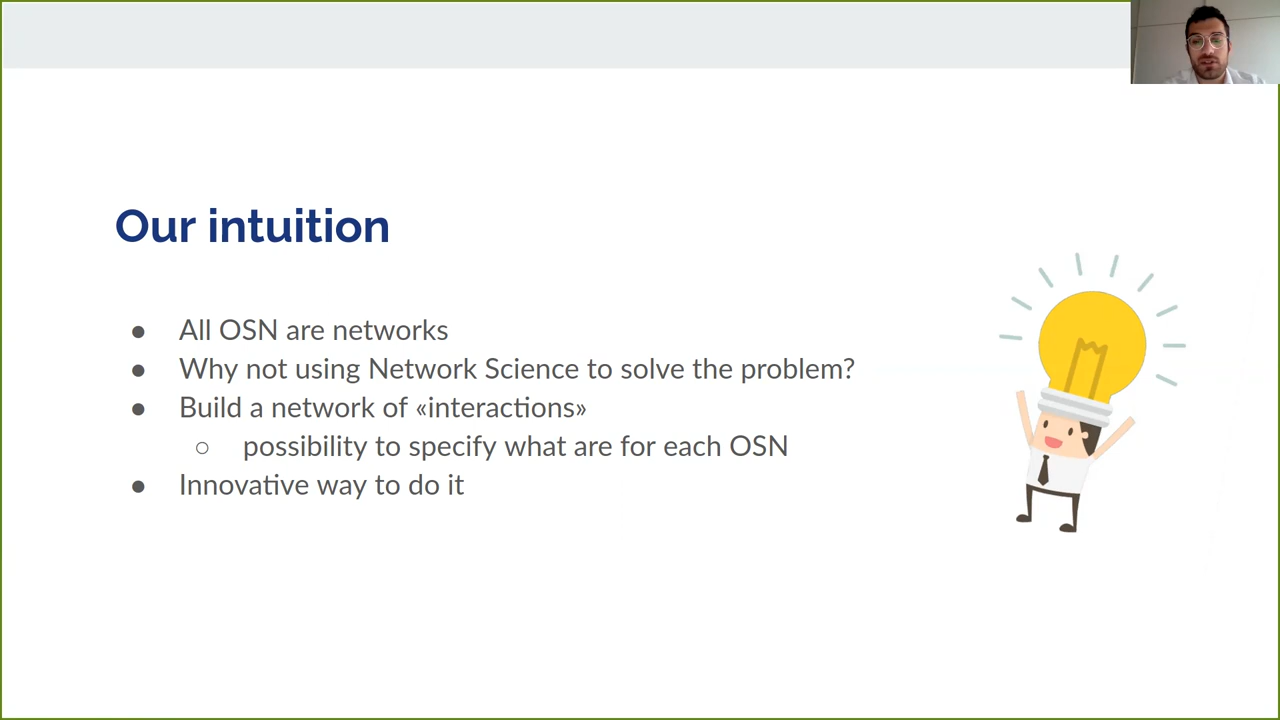 Our intuition
● All OSN are networks
● Why not using Network Science to solve the problem?
● Build a network of «interactions»
○ possibility to specify what are for each OSN
● Innovative way to do it